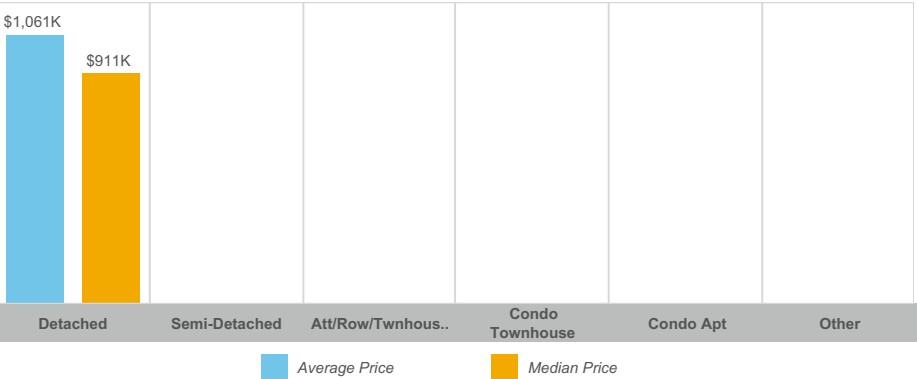 $1,061K
$911K
Detached
Semi-Detached
Att/Row/Twnhous..
Condo
Townhouse
Condo Apt
Other
Average Price
Median Price